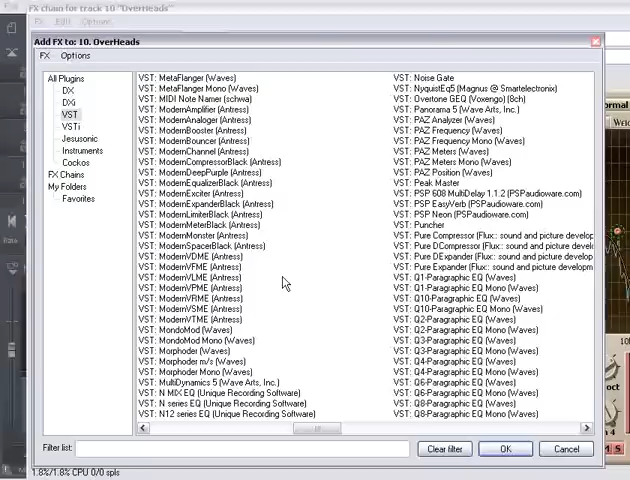 FX chain for track 10 "OverHeads"
FX Edit Options
Add FX to: 10. OverHeads
FX Options
All Plugins
DX
DXi
VST
VSTi
Jesusonic
Instruments
Cockos
FX Chains
My Folders
Favorites
VST: MetaFlanger (Waves)
VST: MetaFlanger Mono (Waves)
VST: MIDI Note Namer (schwa)
VST: ModernAmplifier (Antress)
VST: ModernAnaloger (Antress)
VST: ModernBooster (Antress)
VST: ModernBouncer (Antress)
VST: ModernChannel (Antress)
VST: ModernCompressorBlack (Antress)
VST: ModernDeepPurple (Antress)
VST: ModernEqualizerBlack (Antress)
VST: ModernExciter (Antress)
VST: ModernExpanderBlack (Antress)
VST: ModernLimiterBlack (Antress)
VST: ModernMeterBlack (Antress)
VST: ModernMonster (Antress)
VST: ModernSpacerBlack (Antress)
VST: ModernVDME (Antress)
VST: ModernVFME (Antress)
VST: ModernVLME (Antress)
VST: ModernVPME (Antress)
VST: ModernVRME (Antress)
VST: ModernVSME (Antress)
VST: ModernVTME (Antress)
VST: MondoMod (Waves)
VST: MondoMod Mono (Waves)
VST: Morphoder (Waves)
VST: Morphoder m/s (Waves)
VST: Morphoder Mono (Waves)
VST: MultiDynamics 5 (Wave Arts, Inc.)
VST: N MIX EQ (Unique Recording Software)
VST: N series EQ (Unique Recording Software)
VST: N12 series EQ (Unique Recording Software)
VST: Noise Gate
VST: NyquistEq5 (Magnus @ Smartelectronix)
VST: Overtone GEQ (Voxengo) (8ch)
VST: Panorama 5 (Wave Arts, Inc.)
VST: PAZ Analyzer (Waves)
VST: PAZ Frequency (Waves)
VST: PAZ Frequency Mono (Waves)
VST: PAZ Meters (Waves)
VST: PAZ Meters Mono (Waves)
VST: PAZ Position (Waves)
VST: Peak Master
VST: PSP 608 MultiDelay 1.1.2 (PSPaudioware.com)
VST: PSP EasyVerb (PSPaudioware.com)
VST: PSP Neon (PSPaudioware.com)
VST: Puncher
VST: Pure Compressor (Flux:: sound and picture develo
VST: Pure DCompressor (Flux:: sound and picture devel
VST: Pure DExpander (Flux:: sound and picture develop
VST: Pure Expander (Flux:: sound and picture developm
VST: Q1-Paragraphic EQ (Waves)
VST: Q1-Paragraphic EQ Mono (Waves)
VST: Q10-Paragraphic EQ (Waves)
VST: Q10-Paragraphic EQ Mono (Waves)
VST: Q2-Paragraphic EQ (Waves)
VST: Q2-Paragraphic EQ Mono (Waves)
VST: Q3-Paragraphic EQ (Waves)
VST: Q3-Paragraphic EQ Mono (Waves)
VST: Q4-Paragraphic EQ (Waves)
VST: Q4-Paragraphic EQ Mono (Waves)
VST: Q6-Paragraphic EQ (Waves)
VST: Q6-Paragraphic EQ Mono (Waves)
VST: Q8-Paragraphic EQ (Waves)
VST: Q8-Paragraphic EQ Mono (Waves)
Filter list:
Clear filter
OK
Cancel
1.8%/1.8% CPU 0/0 spls
ormal
oct
M S